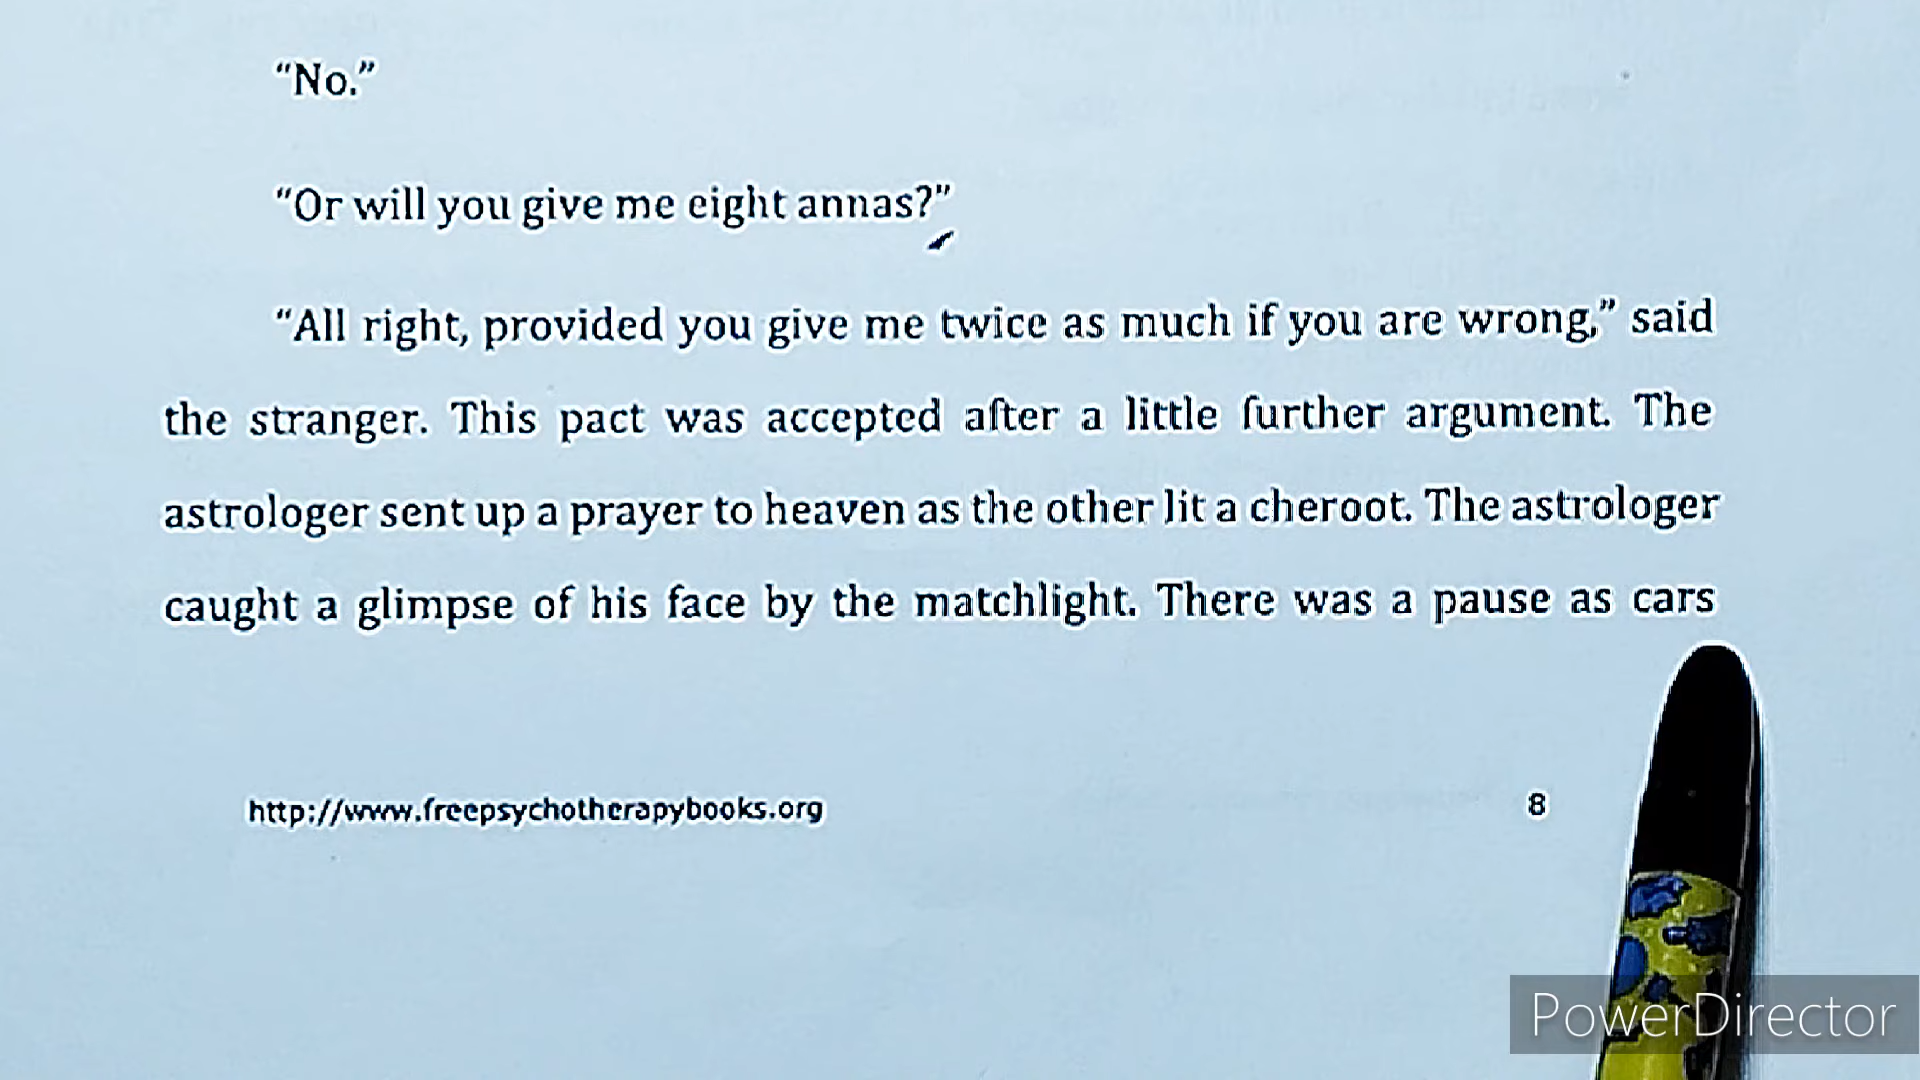 “No.”
“Or will you give me eight annas?”
“All right, provided you give me twice as much if you are wrong,” said
the stranger. This pact was accepted after a little further argument. The
astrologer sent up a prayer to heaven as the other lit a cheroot. The astrologer
caught a glimpse of his face by the matchlight. There was a pause as cars
http://www.freepsychotherapybooks.org
8
PowerDirector